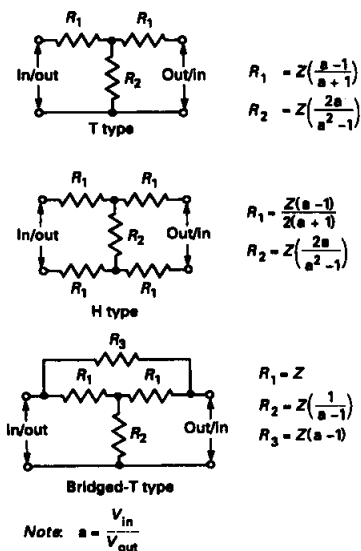 R₁ R₁
In/out R₂ Out/in
T type
R₁ = Z((a - 1)/(a + 1))
R₂ = Z(2a/(a² - 1))
R₁ R₁
In/out R₂ Out/in
R₁ R₁
H type
R₁ = Z(a - 1)/2(a + 1)
R₂ = Z(2a/(a² - 1))
R₃
R₁ R₁
In/out R₂ Out/in
Bridged-T type
R₁ = Z
R₂ = Z(1/(a - 1))
R₃ = Z(a - 1)
Note: a = V_in/V_out